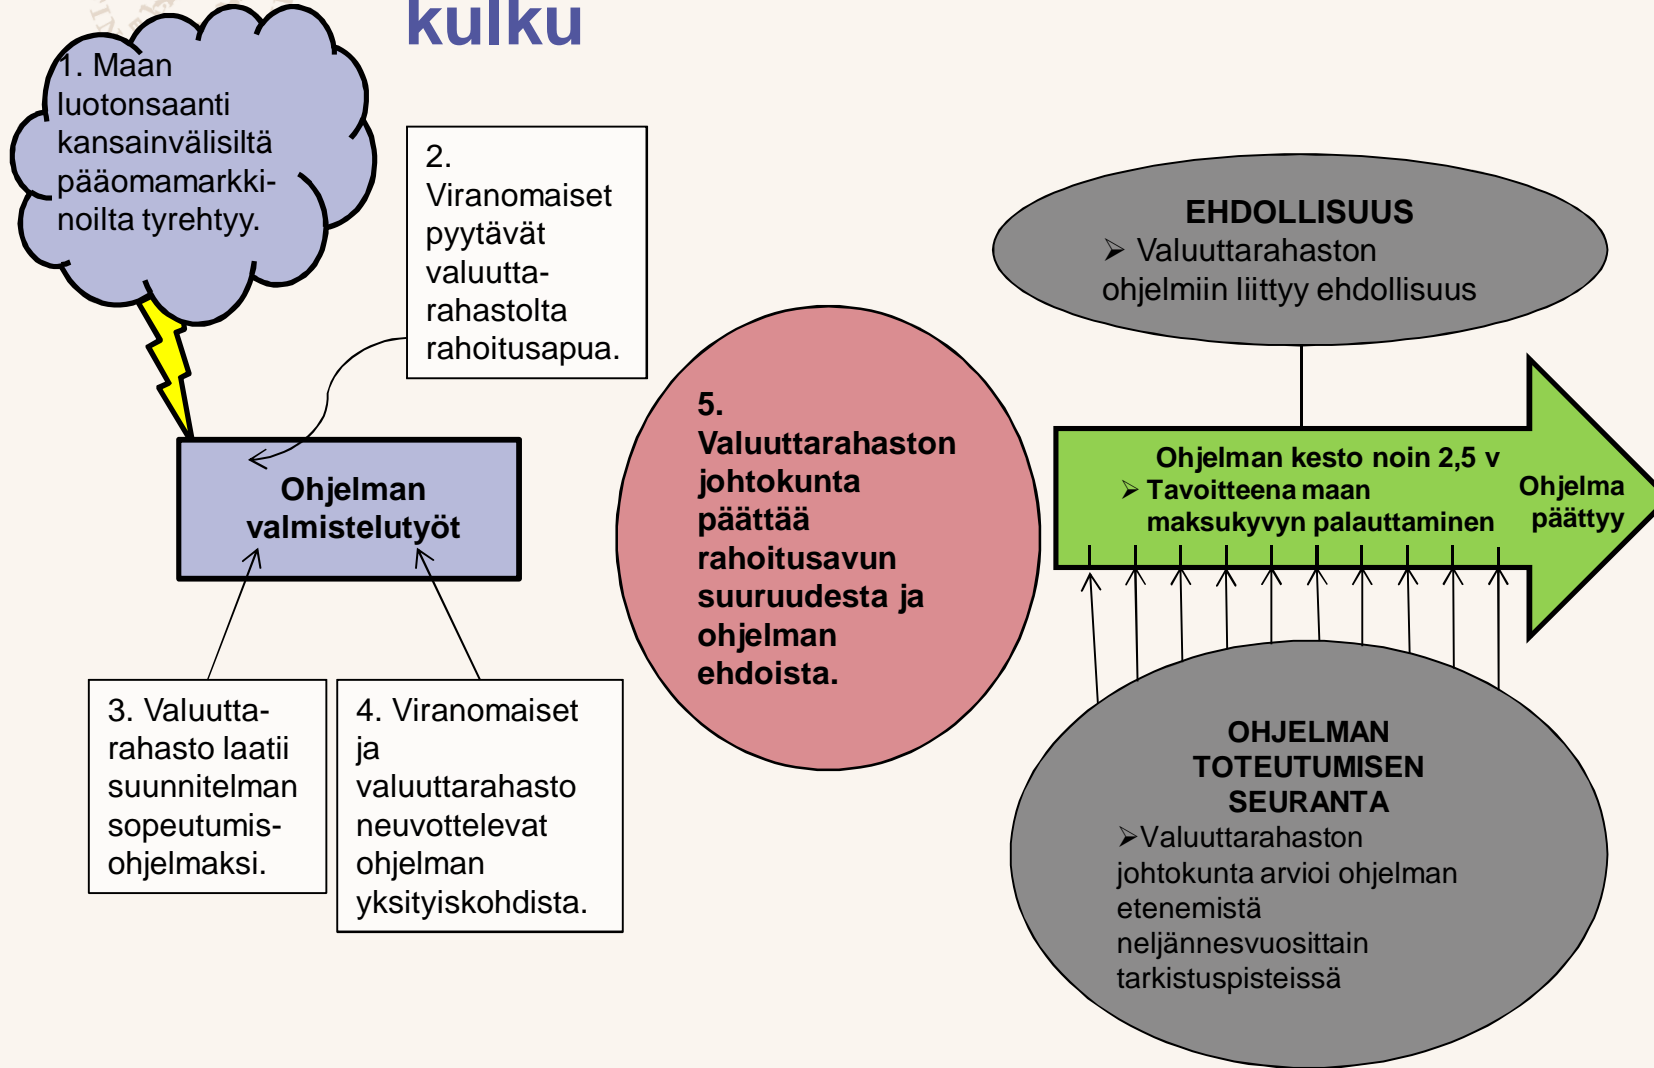 kulku
1. Maan
luotonsaanti
kansainvälisiltä
pääomamarkki-
noilta tyrehtyy.
2.
Viranomaiset
pyytävät
valuutta-
rahastolta
rahoitusapua.
Ohjelman
valmistelutyöt
3. Valuutta-
rahasto laatii
suunnitelman
sopeutumis-
ohjelmaksi.
4. Viranomaiset
ja
valuuttarahasto
neuvottelevat
ohjelman
yksityiskohdista.
5.
Valuuttarahaston
johtokunta
päättää
rahoitusavun
suuruudesta ja
ohjelman
ehdoista.
EHDOLLISUUS
➢ Valuuttarahaston
ohjelmiin liittyy ehdollisuus
Ohjelman kesto noin 2,5 v
➢ Tavoitteena maan
maksukyvyn palauttaminen
Ohjelma
päättyy
OHJELMAN
TOTEUTUMISEN
SEURANTA
➢Valuuttarahaston
johtokunta arvioi ohjelman
etenemistä
neljännesvuosittain
tarkistuspisteissä